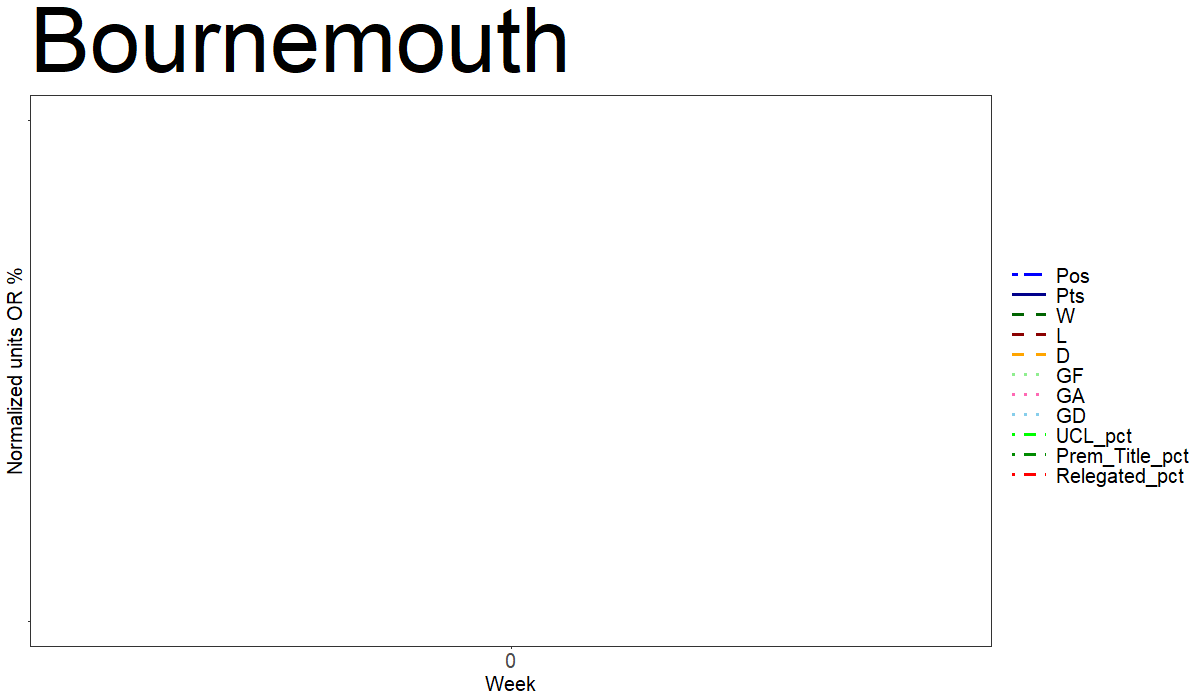 Bournemouth
Normalized units OR %
0
Week
Pos
Pts
W
L
D
GF
GA
GD
UCL_pct
Prem_Title_pct
Relegated_pct